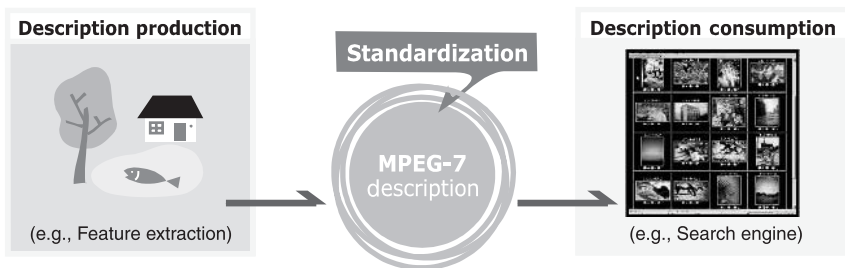 Description production
Standardization
Description consumption
MPEG-7
description
(e.g., Feature extraction)
(e.g., Search engine)